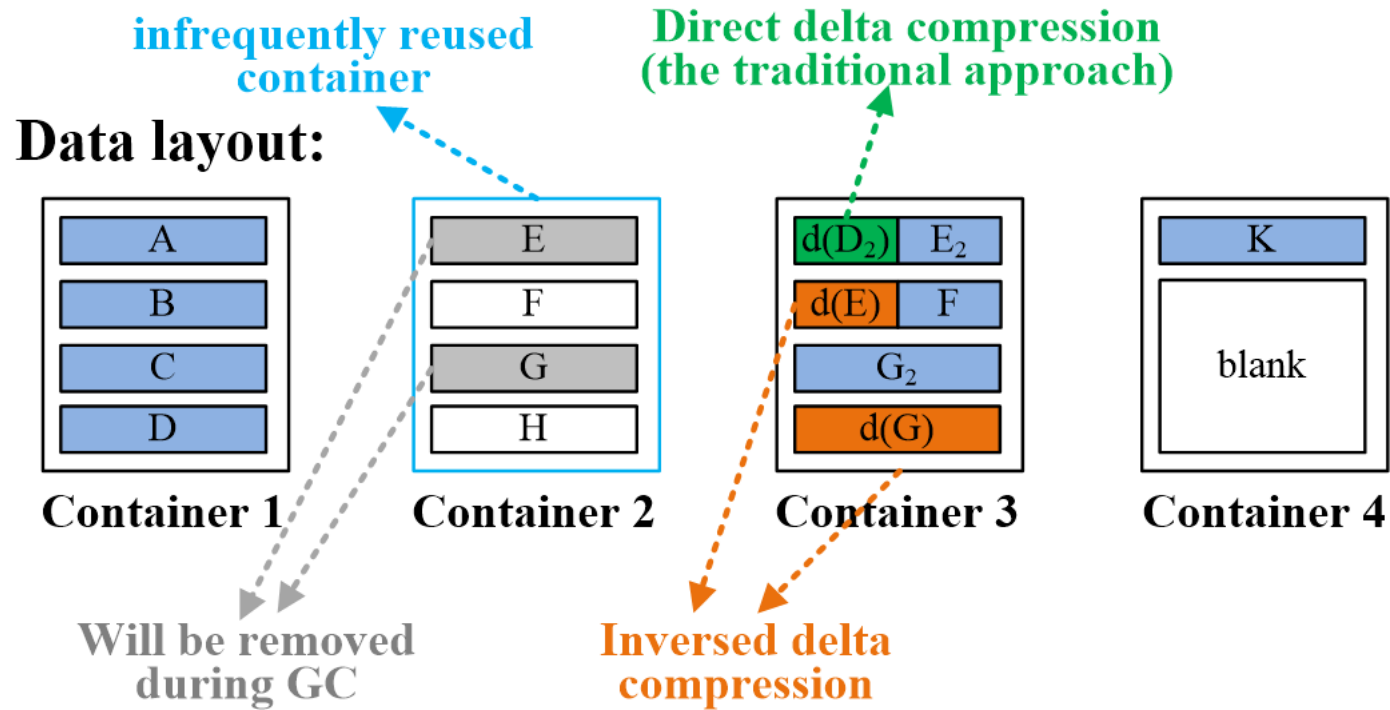 infrequently reused
container
Direct delta compression
(the traditional approach)
Data layout:
A
B
C
D
Container 1
E
F
G
H
Container 2
d(D₂) E₂
d(E) F
G₂
d(G)
Container 3
K
blank
Container 4
Will be removed
during GC
Inversed delta
compression